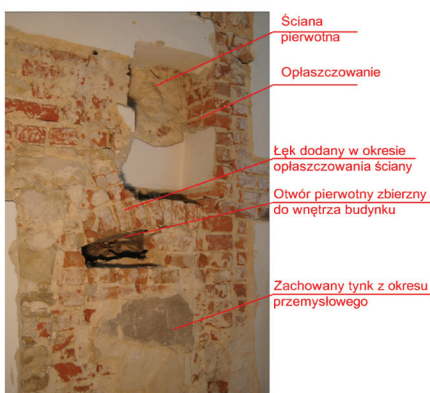 Ściana
pierwotna
Opłaszczowanie
Łęk dodany w okresie
opłaszczowania ściany
Otwór pierwotny zbierzny
do wnętrza budynku
Zachowany tynk z okresu
przemysłowego